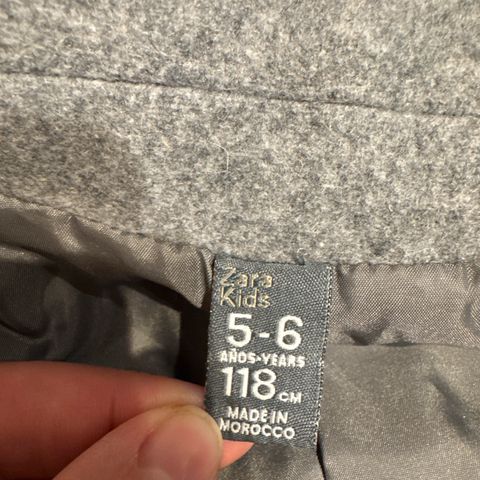 Zara
Kids
5-6
AÑOS-YEARS
118 CM
MADE IN
MOROCCO